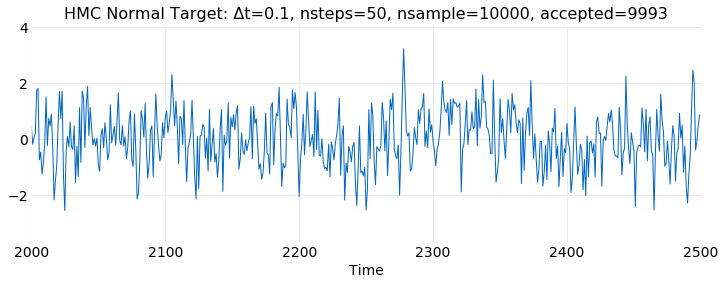 HMC Normal Target: Δt=0.1, nsteps=50, nsample=10000, accepted=9993
4
2
0
−2
2000 2100 2200 2300 2400 2500
Time